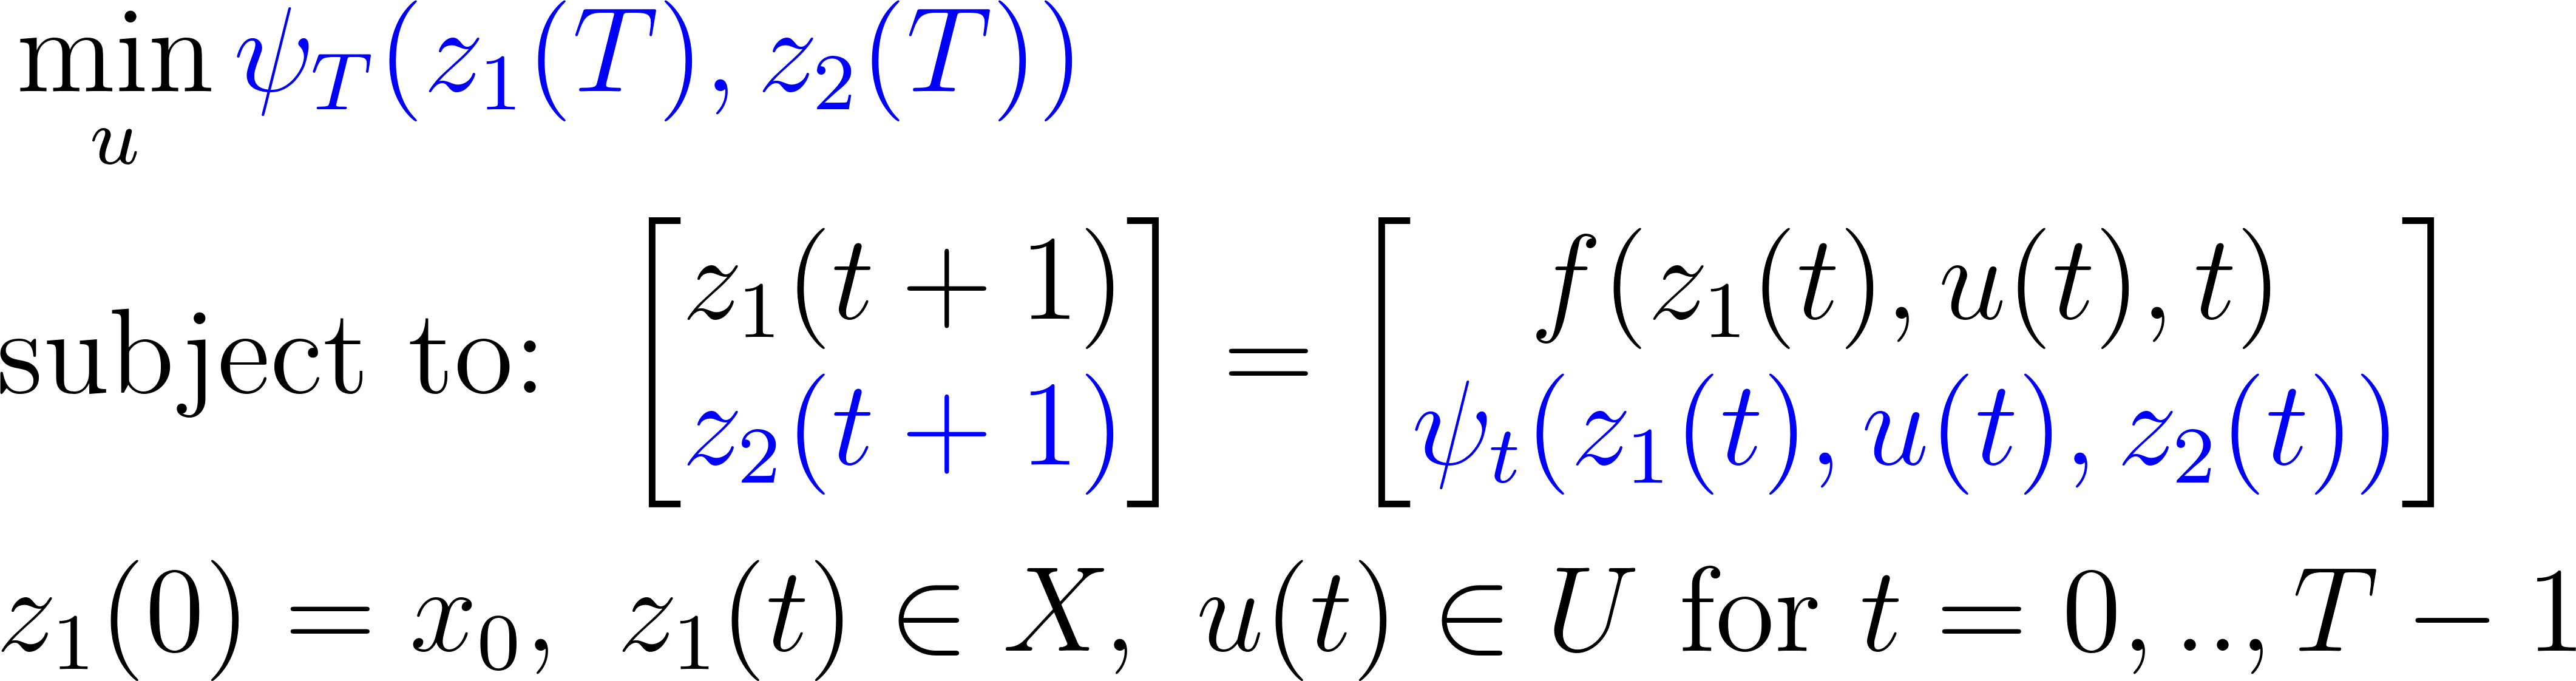 min_u ψ_T(z_1(T), z_2(T))
subject to: [z_1(t + 1) z_2(t + 1)] = [f(z_1(t), u(t), t) ψ_t(z_1(t), u(t), z_2(t))]
z_1(0) = x_0, z_1(t) ∈ X, u(t) ∈ U for t = 0, .., T − 1